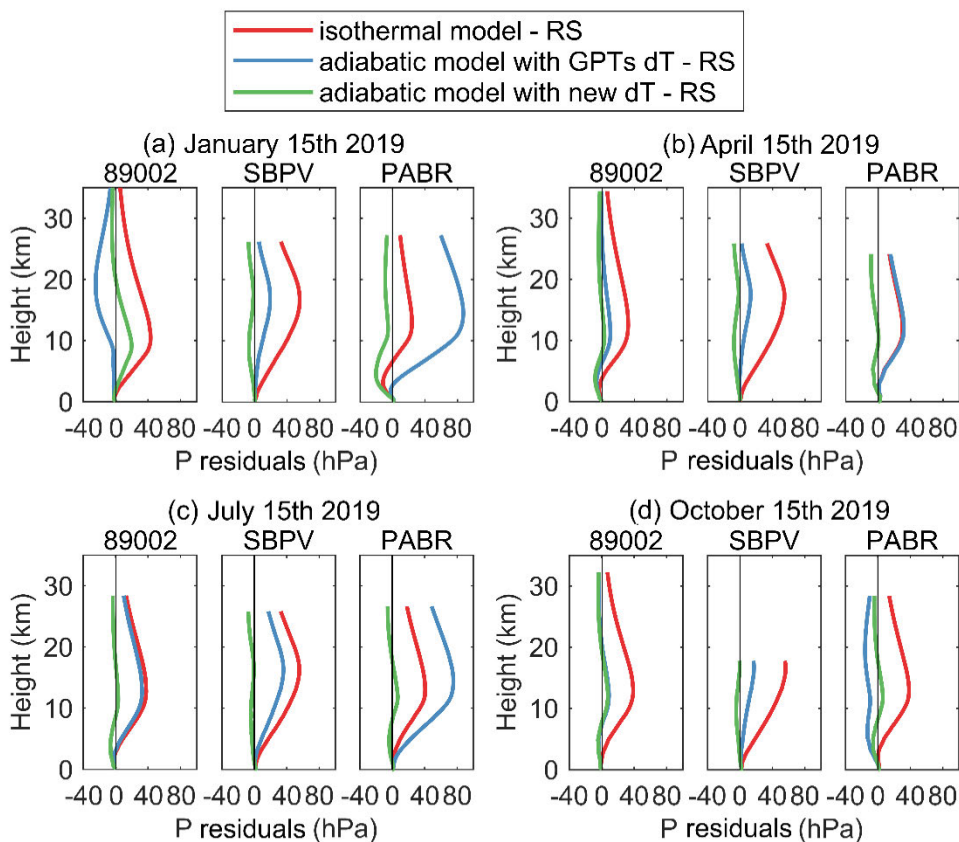 isothermal model - RS
adiabatic model with GPTs dT - RS
adiabatic model with new dT - RS
(a) January 15th 2019
89002 SBPV PABR
Height (km)
30
20
10
0
-40 0 40 80 -40 0 40 80 -40 0 40 80
P residuals (hPa)
(b) April 15th 2019
89002 SBPV PABR
Height (km)
30
20
10
0
-40 0 40 80 -40 0 40 80 -40 0 40 80
P residuals (hPa)
(c) July 15th 2019
89002 SBPV PABR
Height (km)
30
20
10
0
-40 0 40 80 -40 0 40 80 -40 0 40 80
P residuals (hPa)
(d) October 15th 2019
89002 SBPV PABR
Height (km)
30
20
10
0
-40 0 40 80 -40 0 40 80 -40 0 40 80
P residuals (hPa)